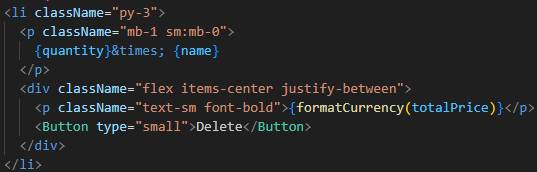 <li className="py-3">
<p className="mb-1 sm:mb-0">
{quantity}&times; {name}
</p>
<div className="flex items-center justify-between">
<p className="text-sm font-bold">{formatCurrency(totalPrice)}</p>
<Button type="small">Delete</Button>
</div>
</li>